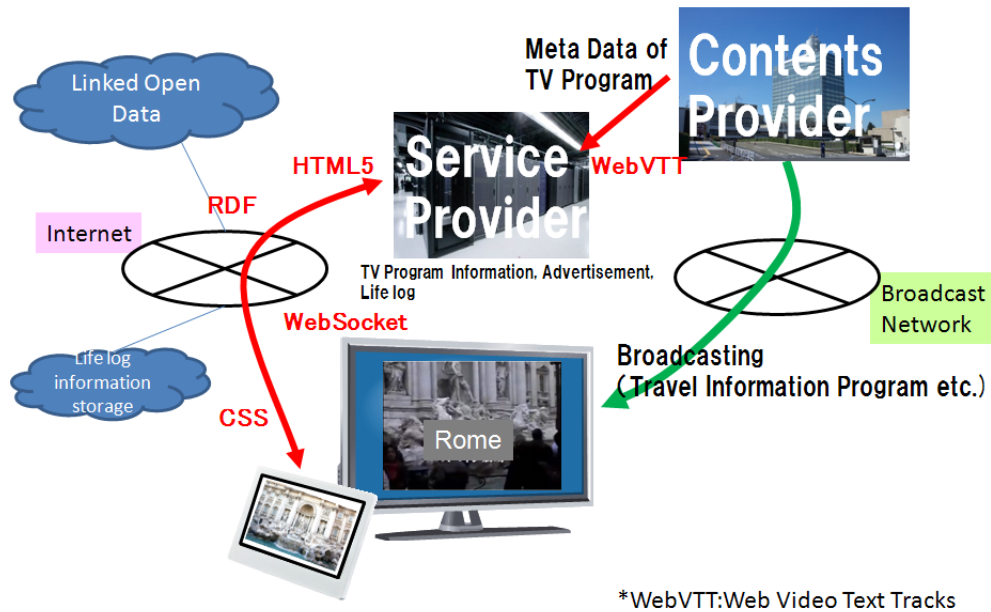 Linked Open
Data
Meta Data of
TV Program
Contents
Provider
HTML5
Service
Provider
WebVTT
RDF
Internet
TV Program Information, Advertisement,
Life log
Broadcast
Network
WebSocket
Life log
information
storage
Broadcasting
(Travel Information Program etc.)
CSS
Rome
*WebVTT:Web Video Text Tracks